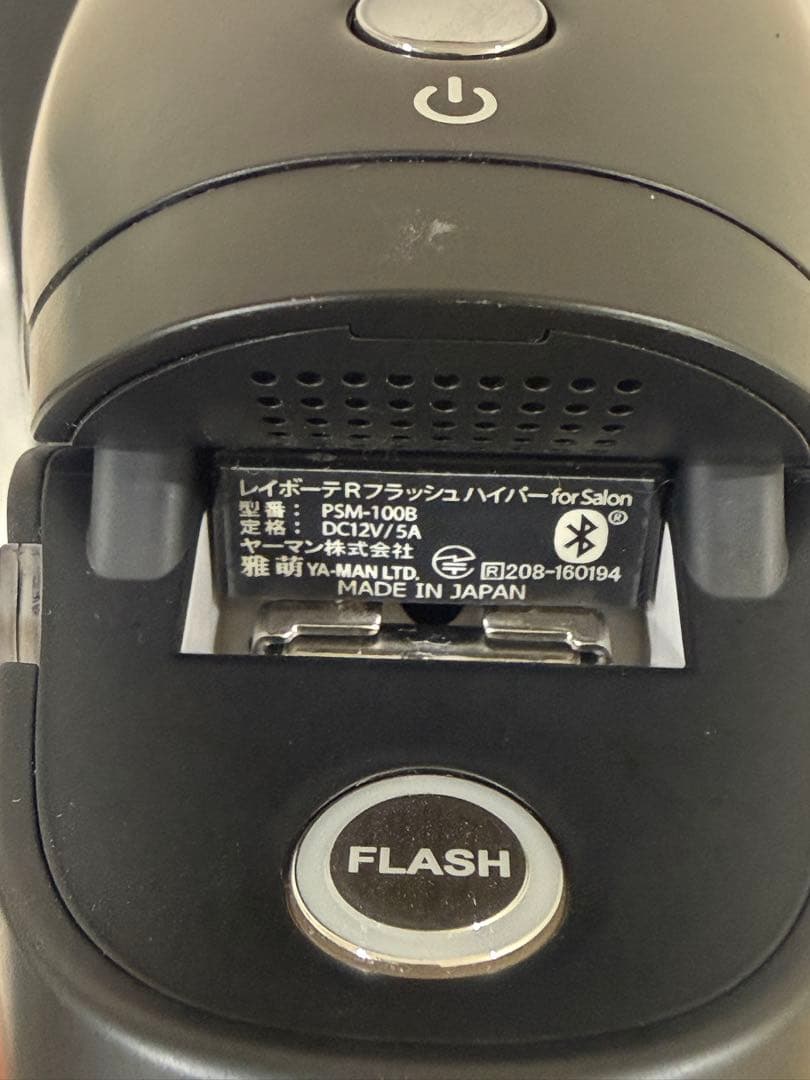 レイボーテRフラッシュハイパー for Salon
型番： PSM-100B
定格： DC12V/5A
ヤーマン株式会社
雅萌 YA-MAN LTD. R 208-160194
MADE IN JAPAN
FLASH